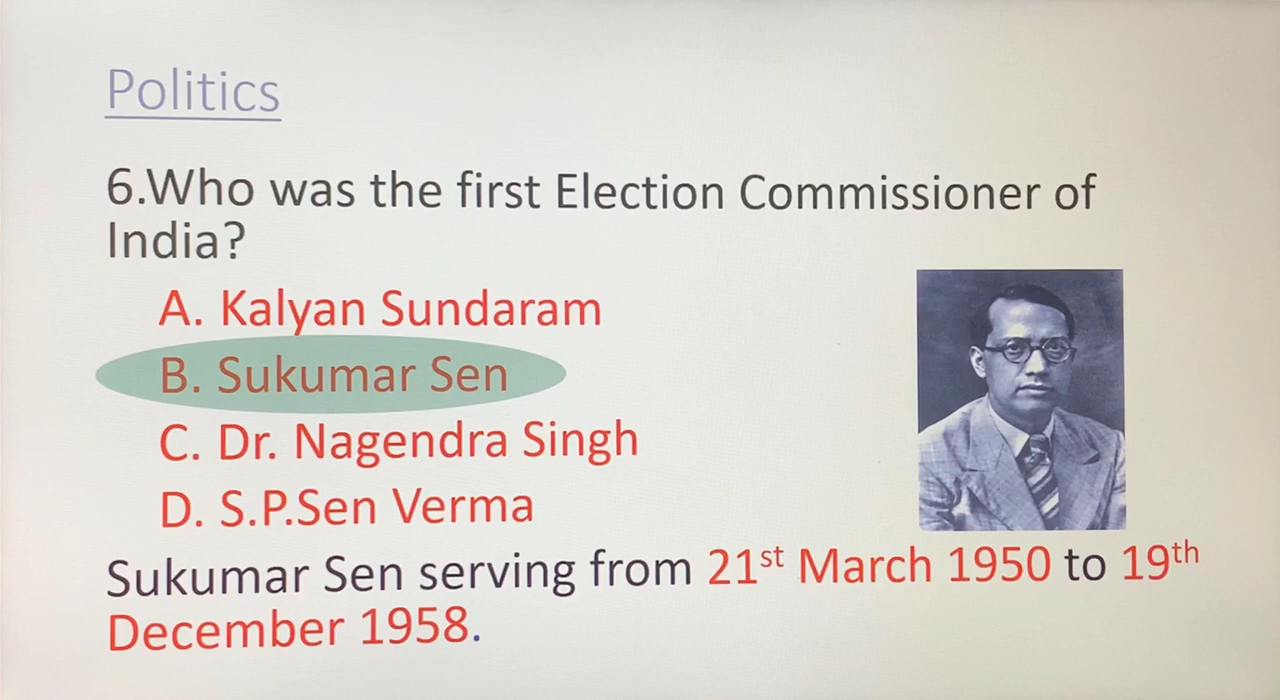 Politics
6.Who was the first Election Commissioner of
India?
A. Kalyan Sundaram
B. Sukumar Sen
C. Dr. Nagendra Singh
D. S.P.Sen Verma
Sukumar Sen serving from 21st March 1950 to 19th
December 1958.